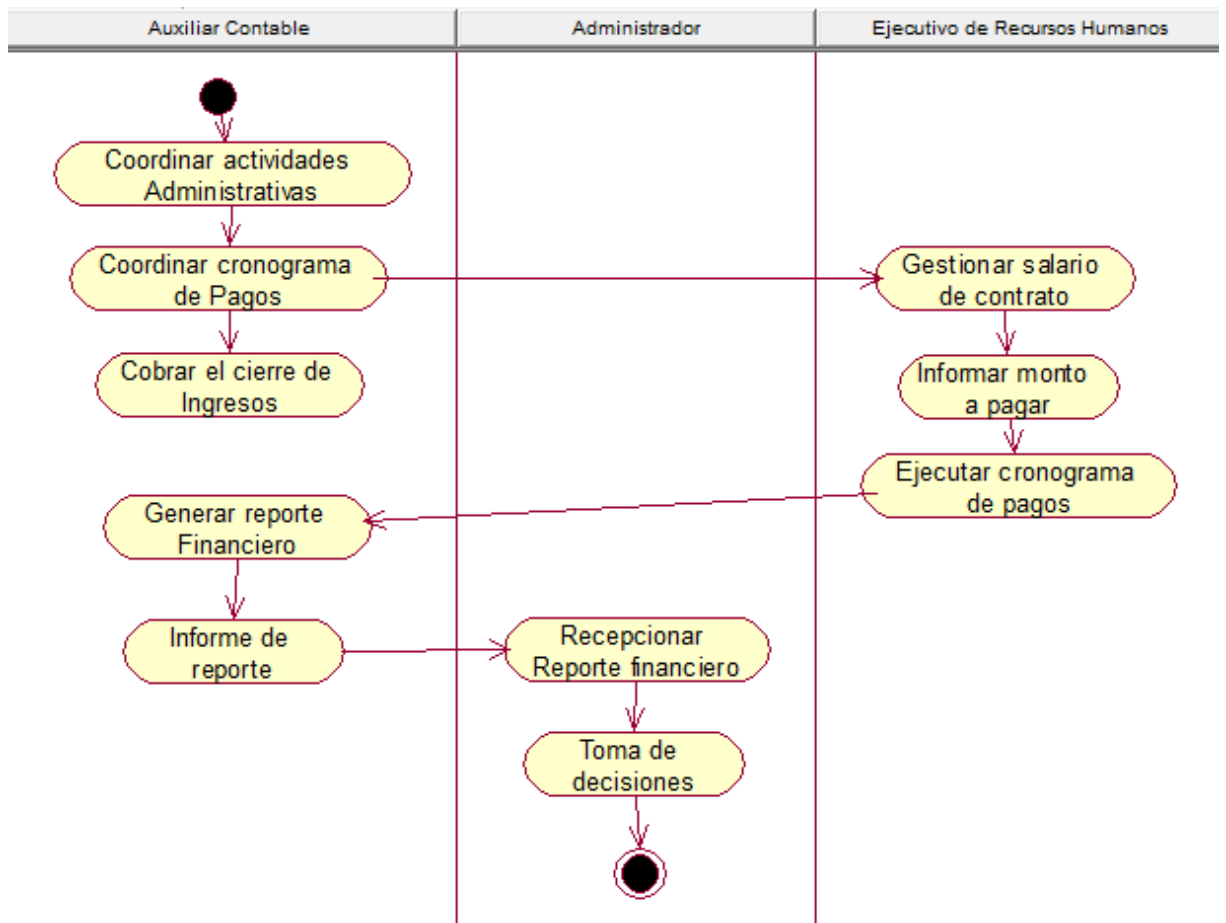 Auxiliar Contable
Administrador
Ejecutivo de Recursos Humanos
Coordinar actividades
Administrativas
Coordinar cronograma
de Pagos
Gestionar salario
de contrato
Cobrar el cierre de
Ingresos
Informar monto
a pagar
Ejecutar cronograma
de pagos
Generar reporte
Financiero
Informe de
reporte
Recepcionar
Reporte financiero
Toma de
decisiones